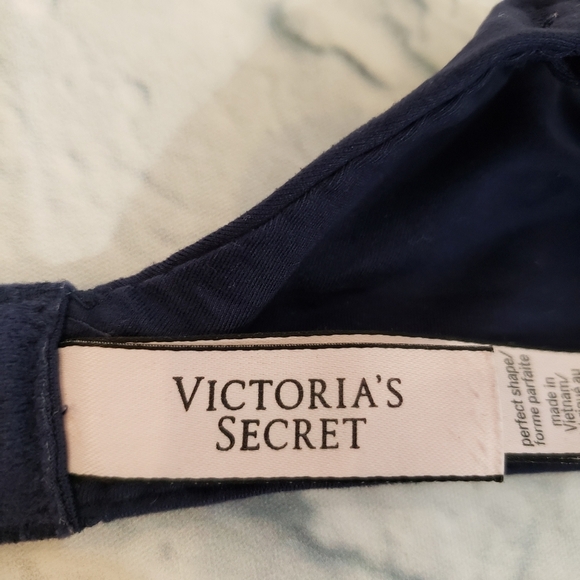 VICTORIA'S
SECRET
perfect shape/
forme parfaite
made in
Vietnam/